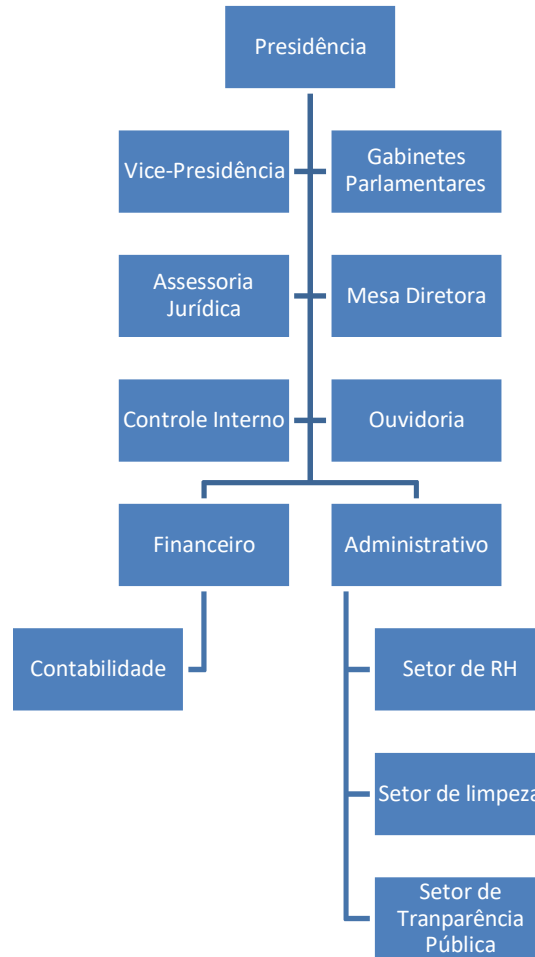 Presidência
Vice-Presidência
Gabinetes
Parlamentares
Assessoria
Jurídica
Mesa Diretora
Controle Interno
Ouvidoria
Financeiro
Administrativo
Contabilidade
Setor de RH
Setor de limpeza
Setor de
Tranparência
Pública